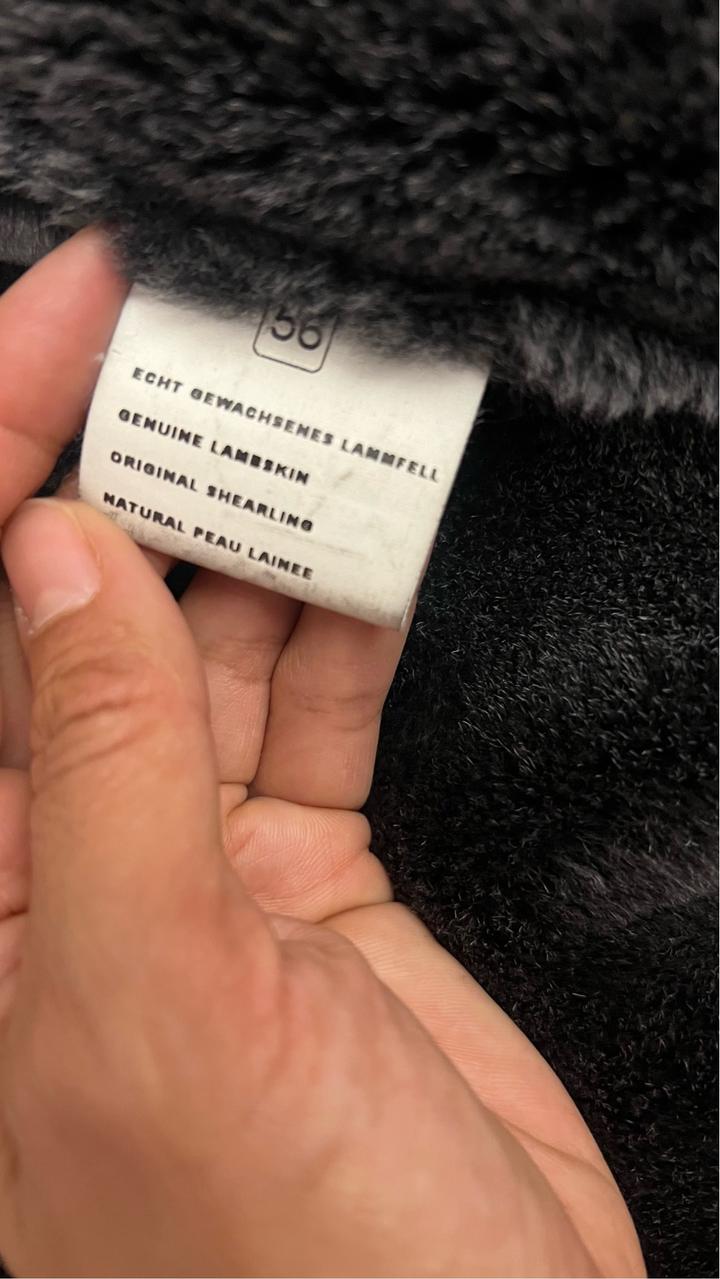 56
ECHT GEWACHSENES LAMMFELL
GENUINE LAMBSKIN
ORIGINAL SHEARLING
NATURAL PEAU LAINEE